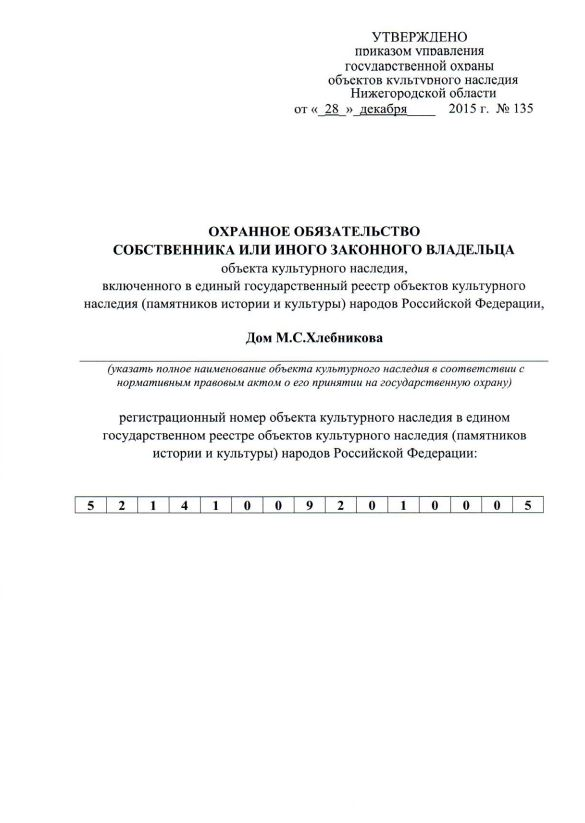 УТВЕРЖДЕНО
приказом управления
государственной охраны
объектов культурного наследия
Нижегородской области
от « 28 » декабря 2015 г. № 135
ОХРАННОЕ ОБЯЗАТЕЛЬСТВО
СОБСТВЕННИКА ИЛИ ИНОГО ЗАКОННОГО ВЛАДЕЛЬЦА
объекта культурного наследия,
включенного в единый государственный реестр объектов культурного
наследия (памятников истории и культуры) народов Российской Федерации,
Дом М.С.Хлебникова
(указать полное наименование объекта культурного наследия в соответствии с
нормативным правовым актом о его принятии на государственную охрану)
регистрационный номер объекта культурного наследия в едином
государственном реестре объектов культурного наследия (памятников
истории и культуры) народов Российской Федерации:
5 2 1 4 1 0 0 9 2 0 1 0 0 0 5